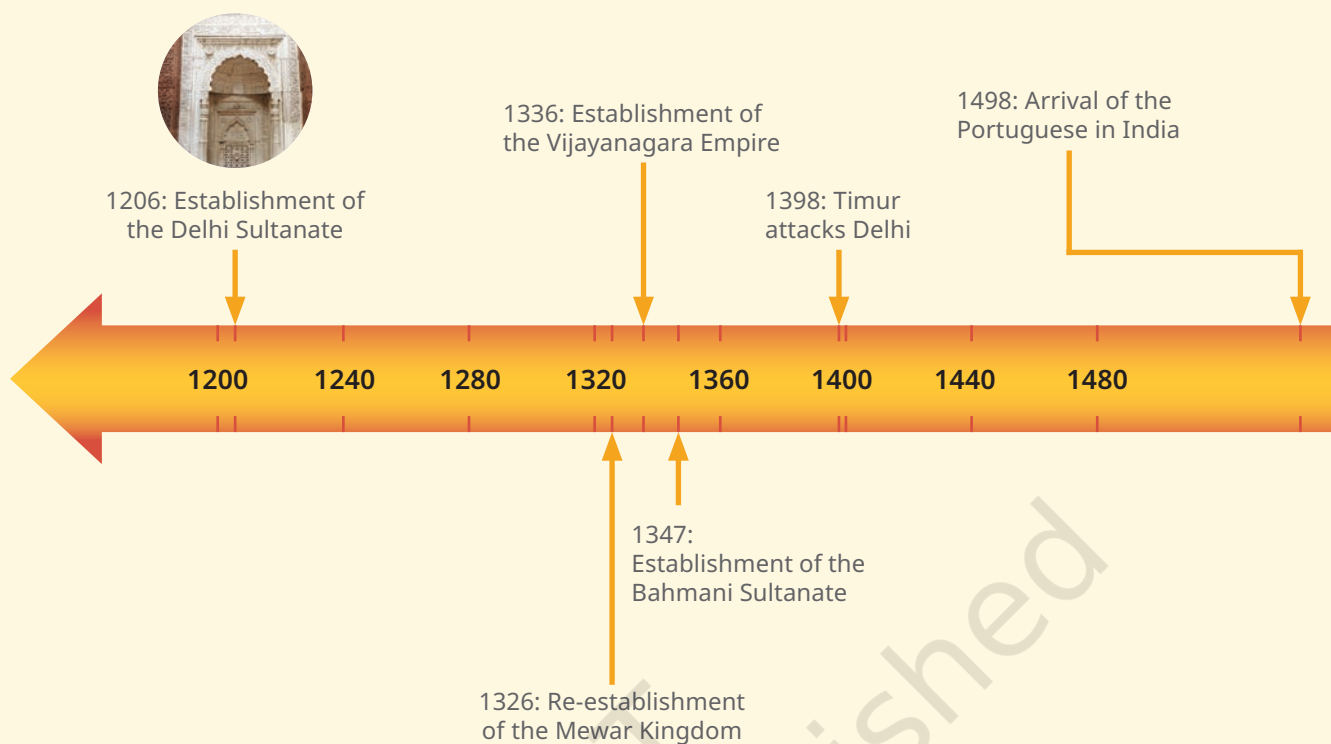 1498: Arrival of the
Portuguese in India
1336: Establishment of
the Vijayanagara Empire
1206: Establishment of
the Delhi Sultanate
1398: Timur
attacks Delhi
1200 1240 1280 1320 1360 1400 1440 1480
1347:
Establishment of the
Bahmani Sultanate
1326: Re-establishment
of the Mewar Kingdom